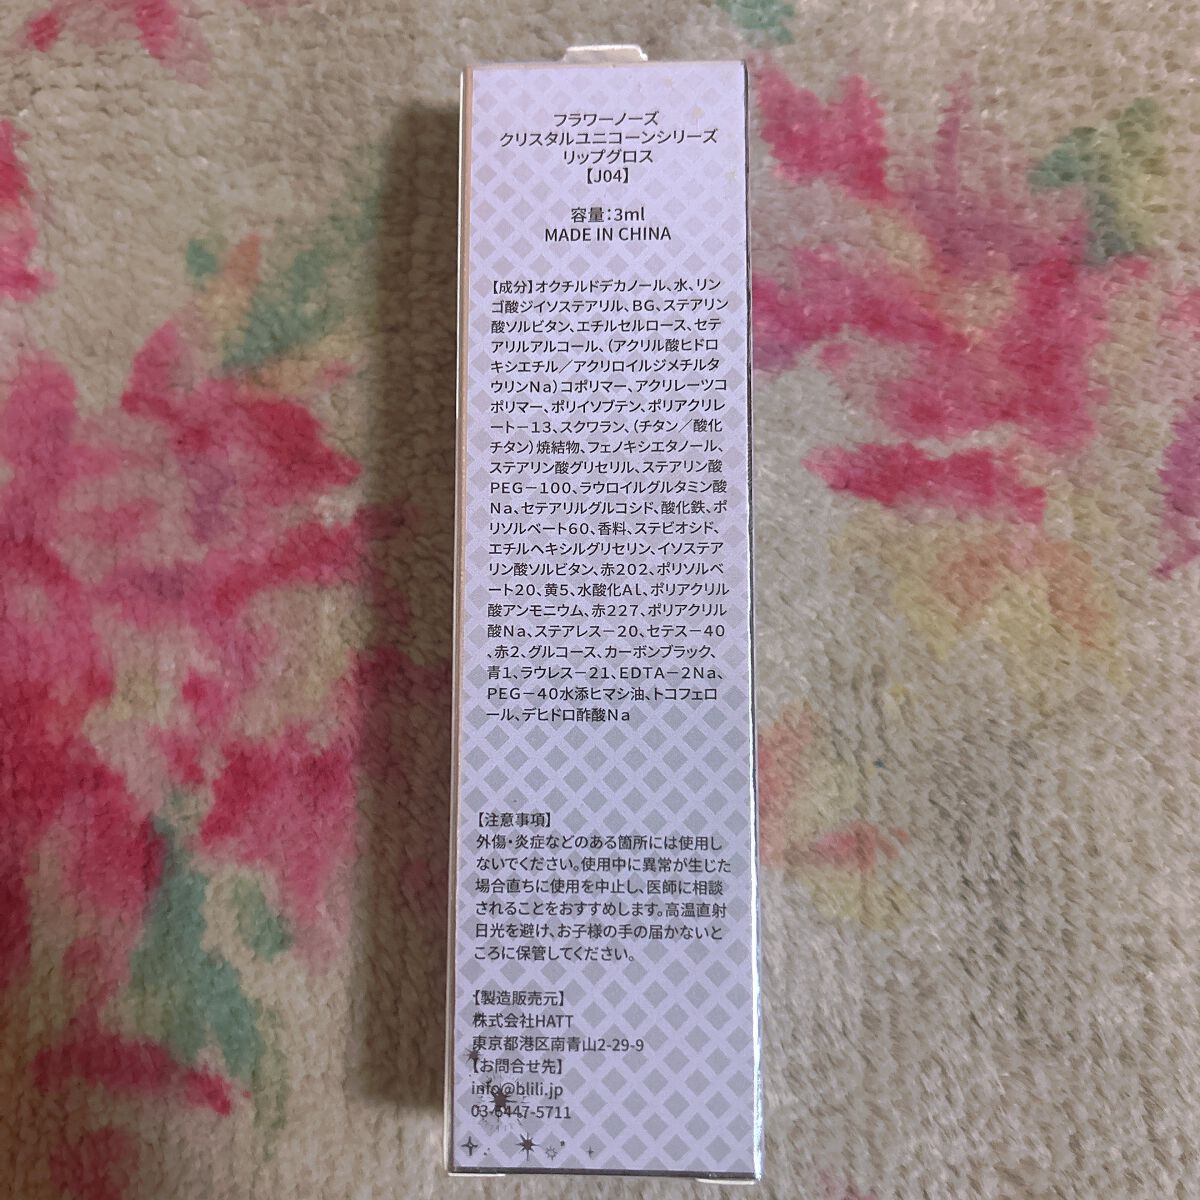 フラワーノーズ
クリスタルユニコーンシリーズ
リップグロス
【J04】
容量：3ml
MADE IN CHINA
【成分】オクチルドデカノール、水、リン
ゴ酸ジイソステアリル、BG、ステアリン
酸ソルビタン、エチルセルロース、セテ
アリルアルコール、（アクリル酸ヒドロ
キシエチル／アクリロイルジメチルタ
ウリンNa）コポリマー、アクリレーツコ
ポリマー、ポリイソブテン、ポリアクリレ
ート－13、スクワラン、（チタン／酸化
チタン）焼結物、フェノキシエタノール、
ステアリン酸グリセリル、ステアリン酸
PEG－100、ラウロイルグルタミン酸
Na、セテアリルグルコシド、酸化鉄、ポ
リソルベート60、香料、ステビオシド、
エチルヘキシルグリセリン、イソステア
リン酸ソルビタン、赤202、ポリソルベ
ート20、黄5、水酸化Al、ポリアクリル
酸アンモニウム、赤227、ポリアクリル
酸Na、ステアレス－20、セテス－40
、赤2、グルコース、カーボンブラック、
青1、ラウレス－21、EDTA－2Na、
PEG－40水添ヒマシ油、トコフェロ
ール、デヒドロ酢酸Na
【注意事項】
外傷・炎症などのある箇所には使用し
ないでください。使用中に異常が生じた
場合直ちに使用を中止し、医師に相談
されることをおすすめします。高温直射
日光を避け、お子様の手の届かないと
ころに保管してください。
【製造販売元】
株式会社HATT
東京都港区南青山2-29-9
【お問合せ先】
info@blili.jp
03-6447-5711